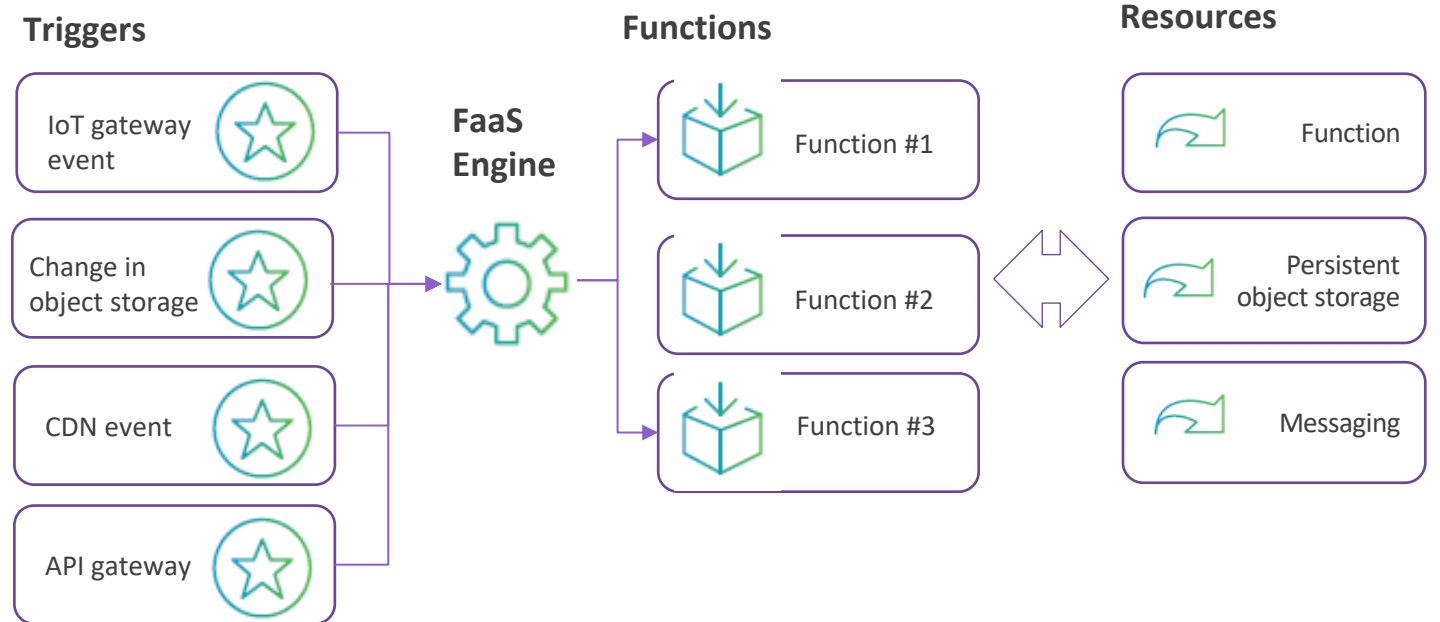 Triggers
IoT gateway
event
Change in
object storage
CDN event
API gateway
FaaS
Engine
Functions
Function #1
Function #2
Function #3
Resources
Function
Persistent
object storage
Messaging